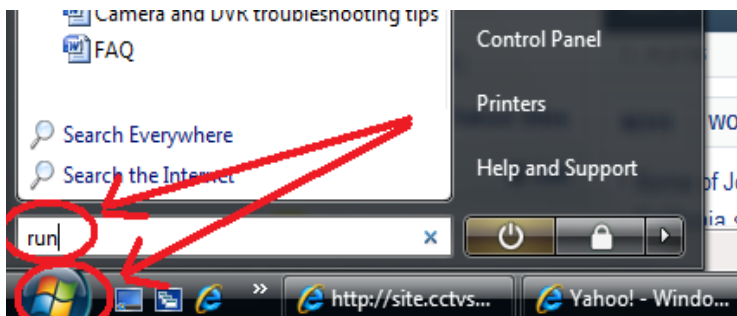 Camera and DVR troubleshooting tips
FAQ
Search Everywhere
Search the Internet
run
Control Panel
Printers
Help and Support
http://site.cctvs...
Yahoo! - Windo...